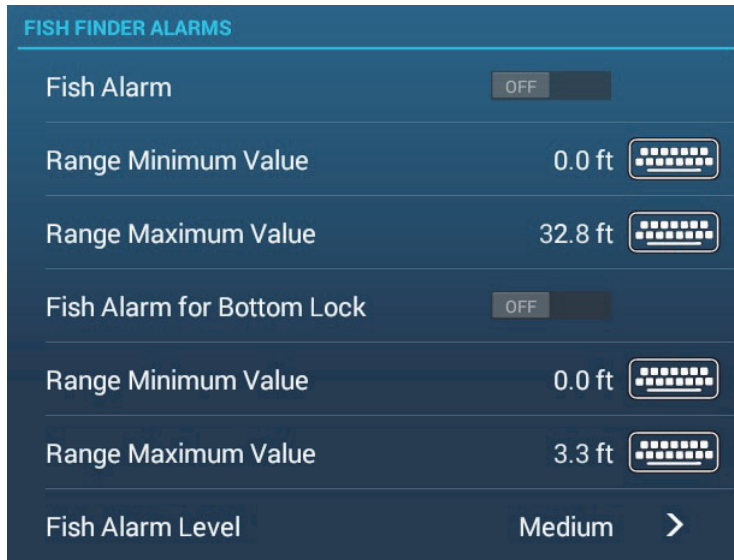 FISH FINDER ALARMS
Fish Alarm OFF
Range Minimum Value 0.0 ft
Range Maximum Value 32.8 ft
Fish Alarm for Bottom Lock OFF
Range Minimum Value 0.0 ft
Range Maximum Value 3.3 ft
Fish Alarm Level Medium